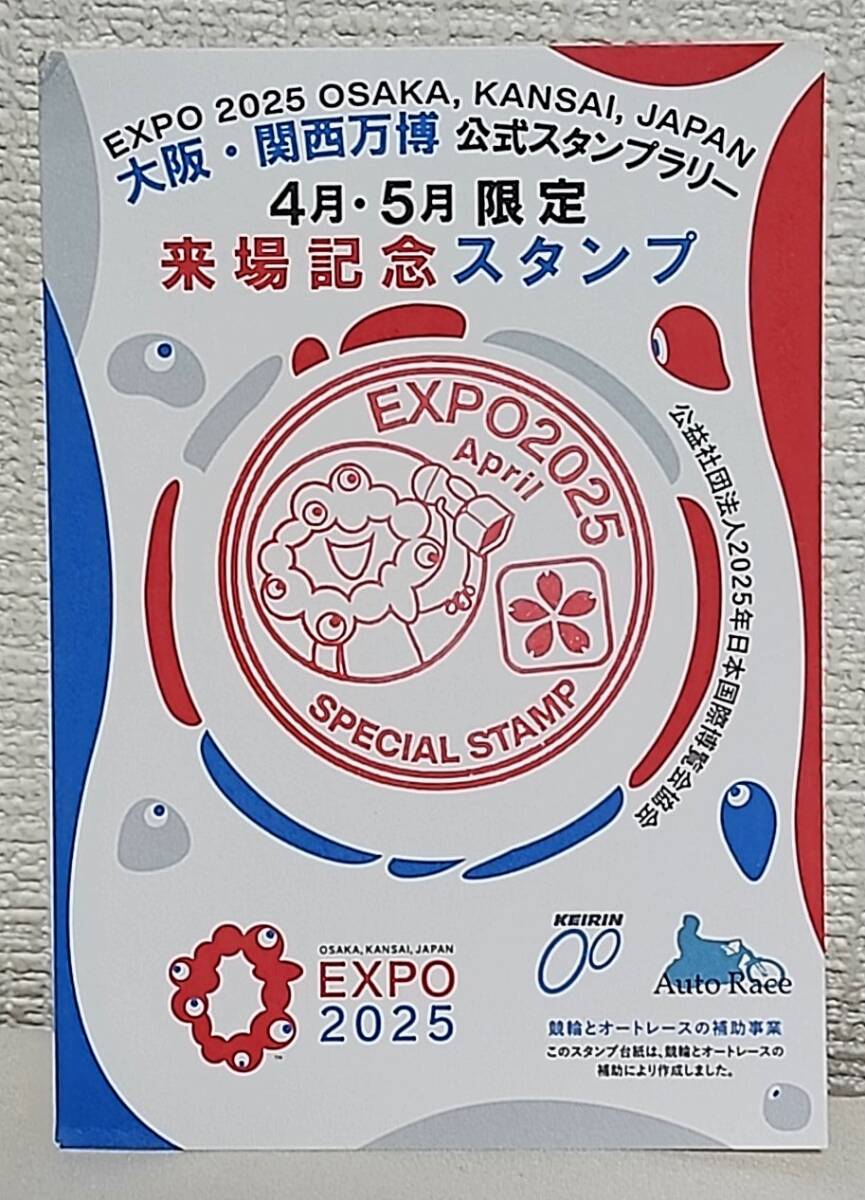 EXPO 2025 OSAKA, KANSAI, JAPAN
大阪・関西万博 公式スタンプラリー
4月・5月 限定
来場記念スタンプ
EXPO2025
April
SPECIAL STAMP
公益社団法人2025年日本国際博覧会協会
OSAKA, KANSAI, JAPAN
EXPO
2025
TM
KEIRIN
Auto Race
競輪とオートレースの補助事業
このスタンプ台紙は、競輪とオートレースの
補助により作成しました。